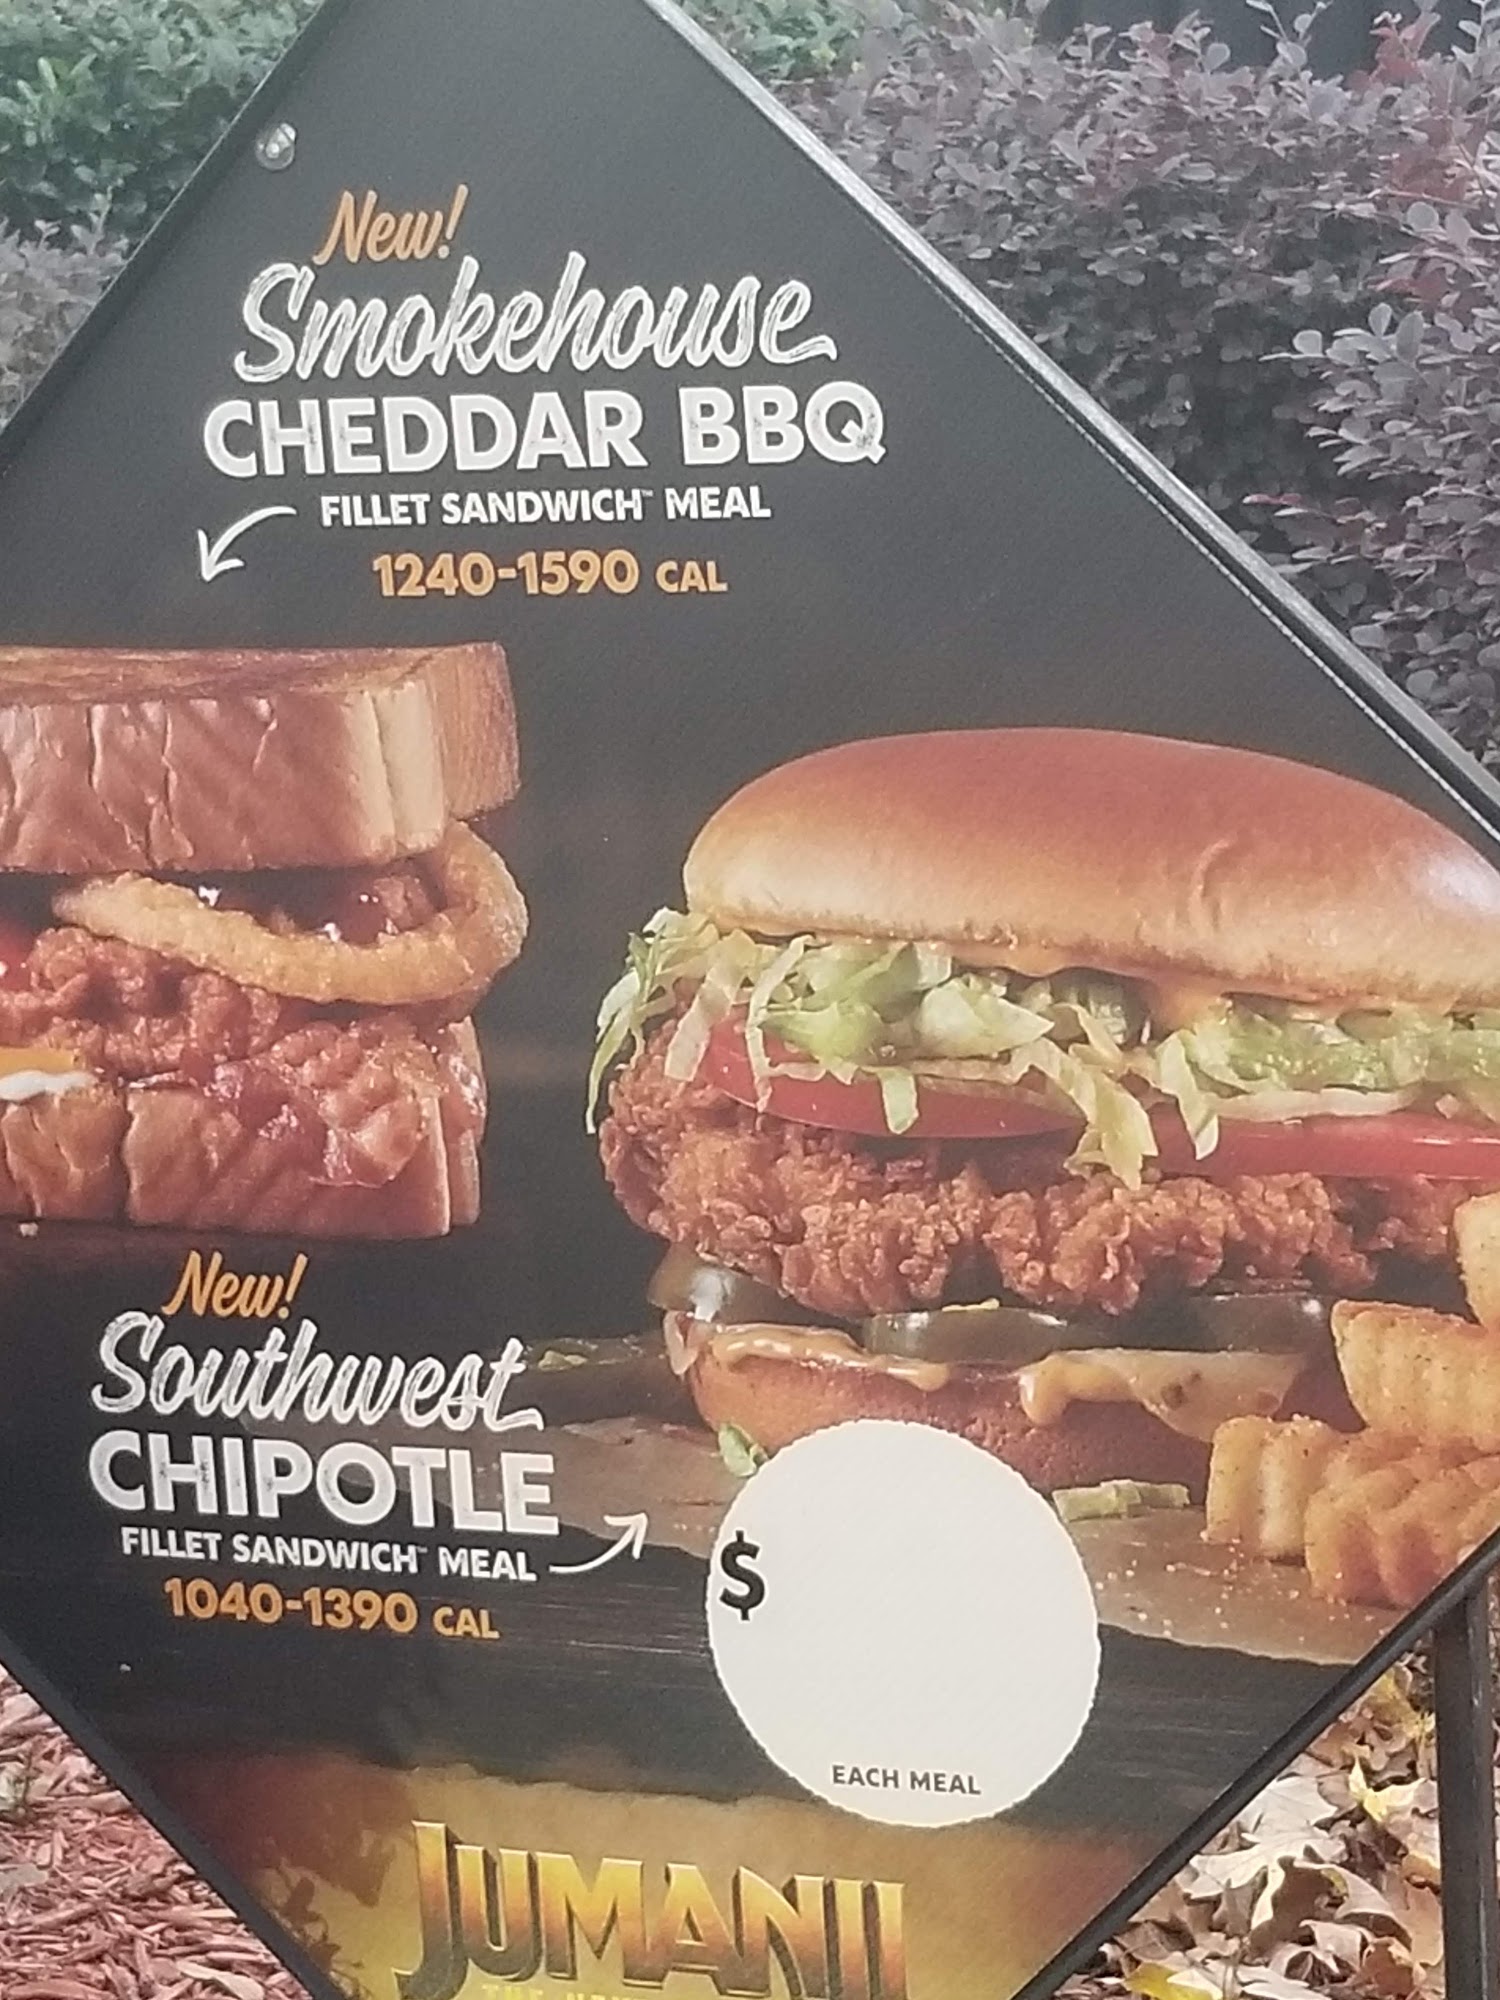 New!
Smokehouse
CHEDDAR BBQ
FILLET SANDWICH™ MEAL
1240-1590 CAL
New!
Southwest
CHIPOTLE
FILLET SANDWICH™ MEAL
1040-1390 CAL
$
EACH MEAL
JUMANJI